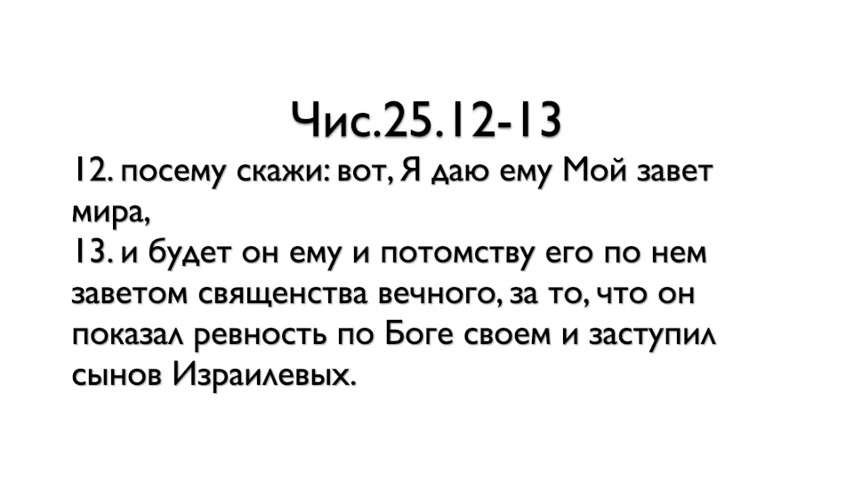 Чис.25.12-13
12. посему скажи: вот, Я даю ему Мой завет
мира,
13. и будет он ему и потомству его по нем
заветом священства вечного, за то, что он
показал ревность по Боге своем и заступил
сынов Израилевых.